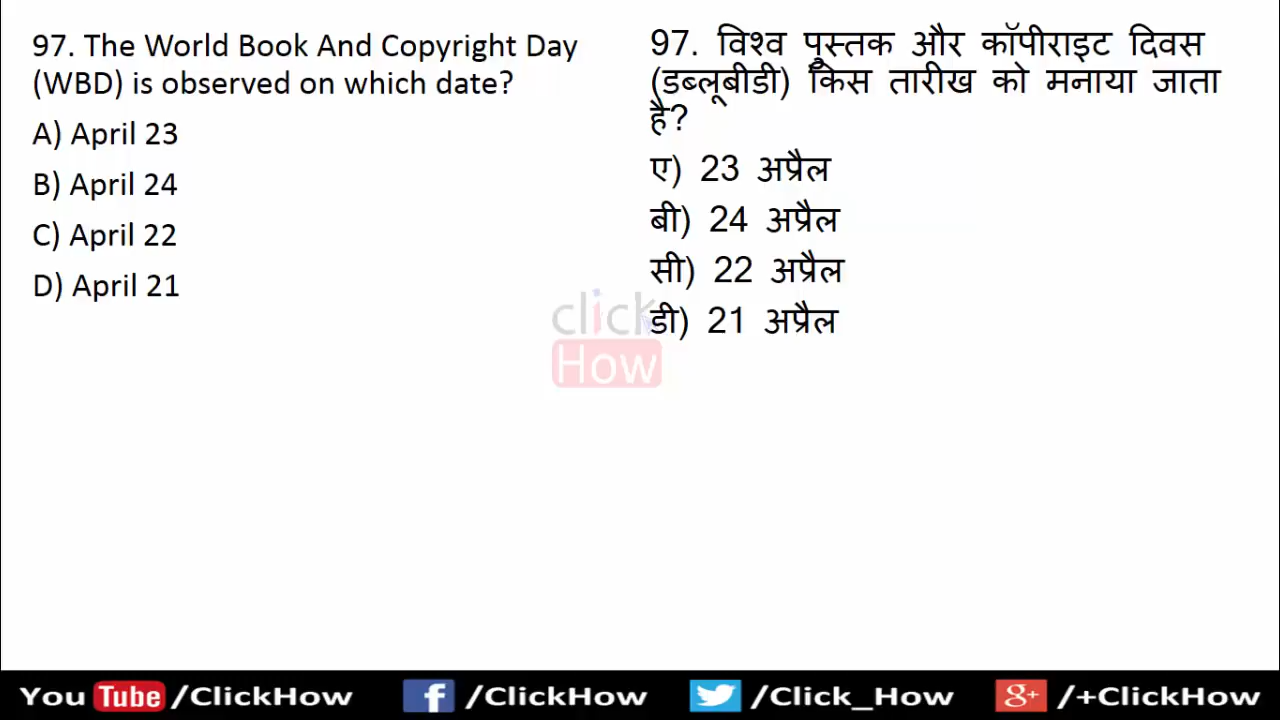 97. The World Book And Copyright Day
(WBD) is observed on which date?
A) April 23
B) April 24
C) April 22
D) April 21
97. विश्व पुस्तक और कॉपीराइट दिवस
(डब्लूबीडी) किस तारीख को मनाया जाता
है?
ए) 23 अप्रैल
बी) 24 अप्रैल
सी) 22 अप्रैल
डी) 21 अप्रैल
click
How
You Tube /ClickHow f /ClickHow /Click_How g+ /+ClickHow